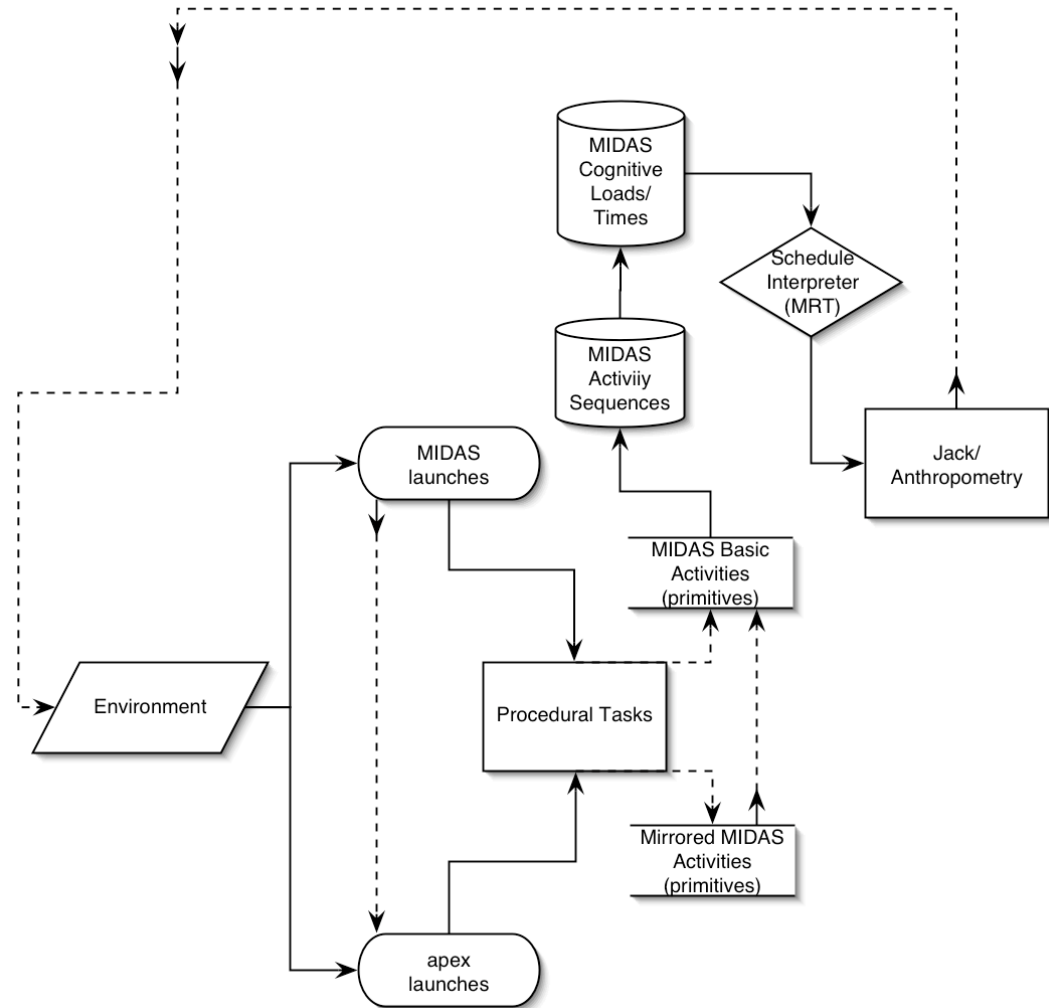 MIDAS
Cognitive
Loads/
Times
Schedule
Interpreter
(MRT)
MIDAS
Activiiy
Sequences
Jack/
Anthropometry
MIDAS
launches
MIDAS Basic
Activities
(primitives)
Environment
Procedural Tasks
Mirrored MIDAS
Activities
(primitives)
apex
launches